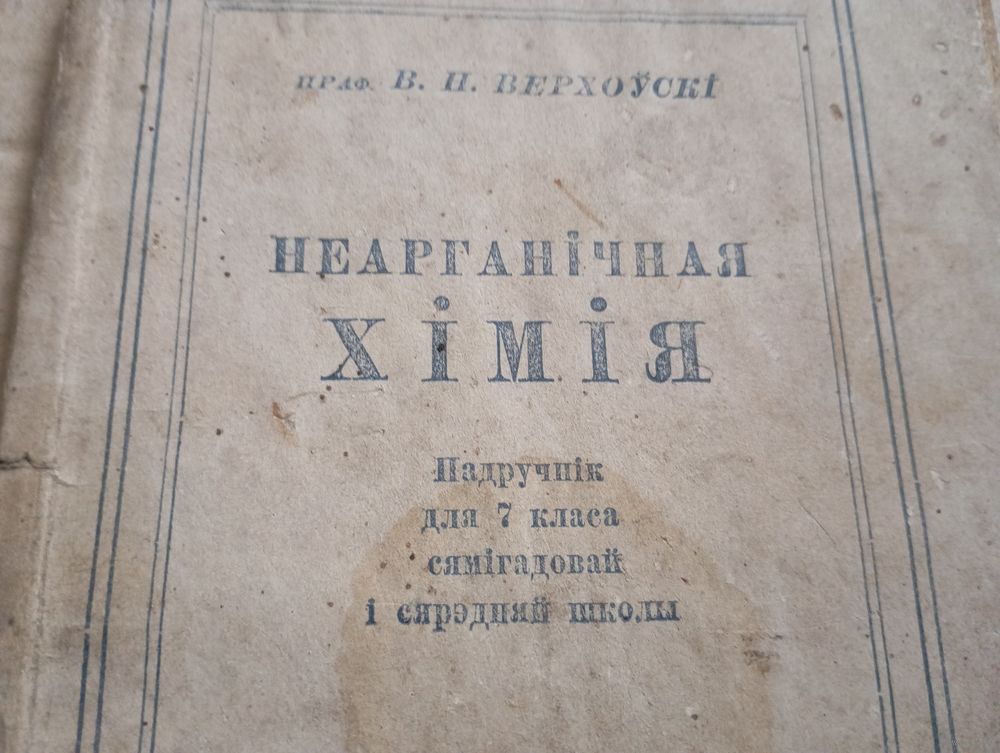 ПРАФ. В. Н. ВЕРХОЎСКІ
НЕАРГАНІЧНАЯ
ХІМІЯ
Падручнік
для 7 класа
сямігадовай
і сярэдняй школы